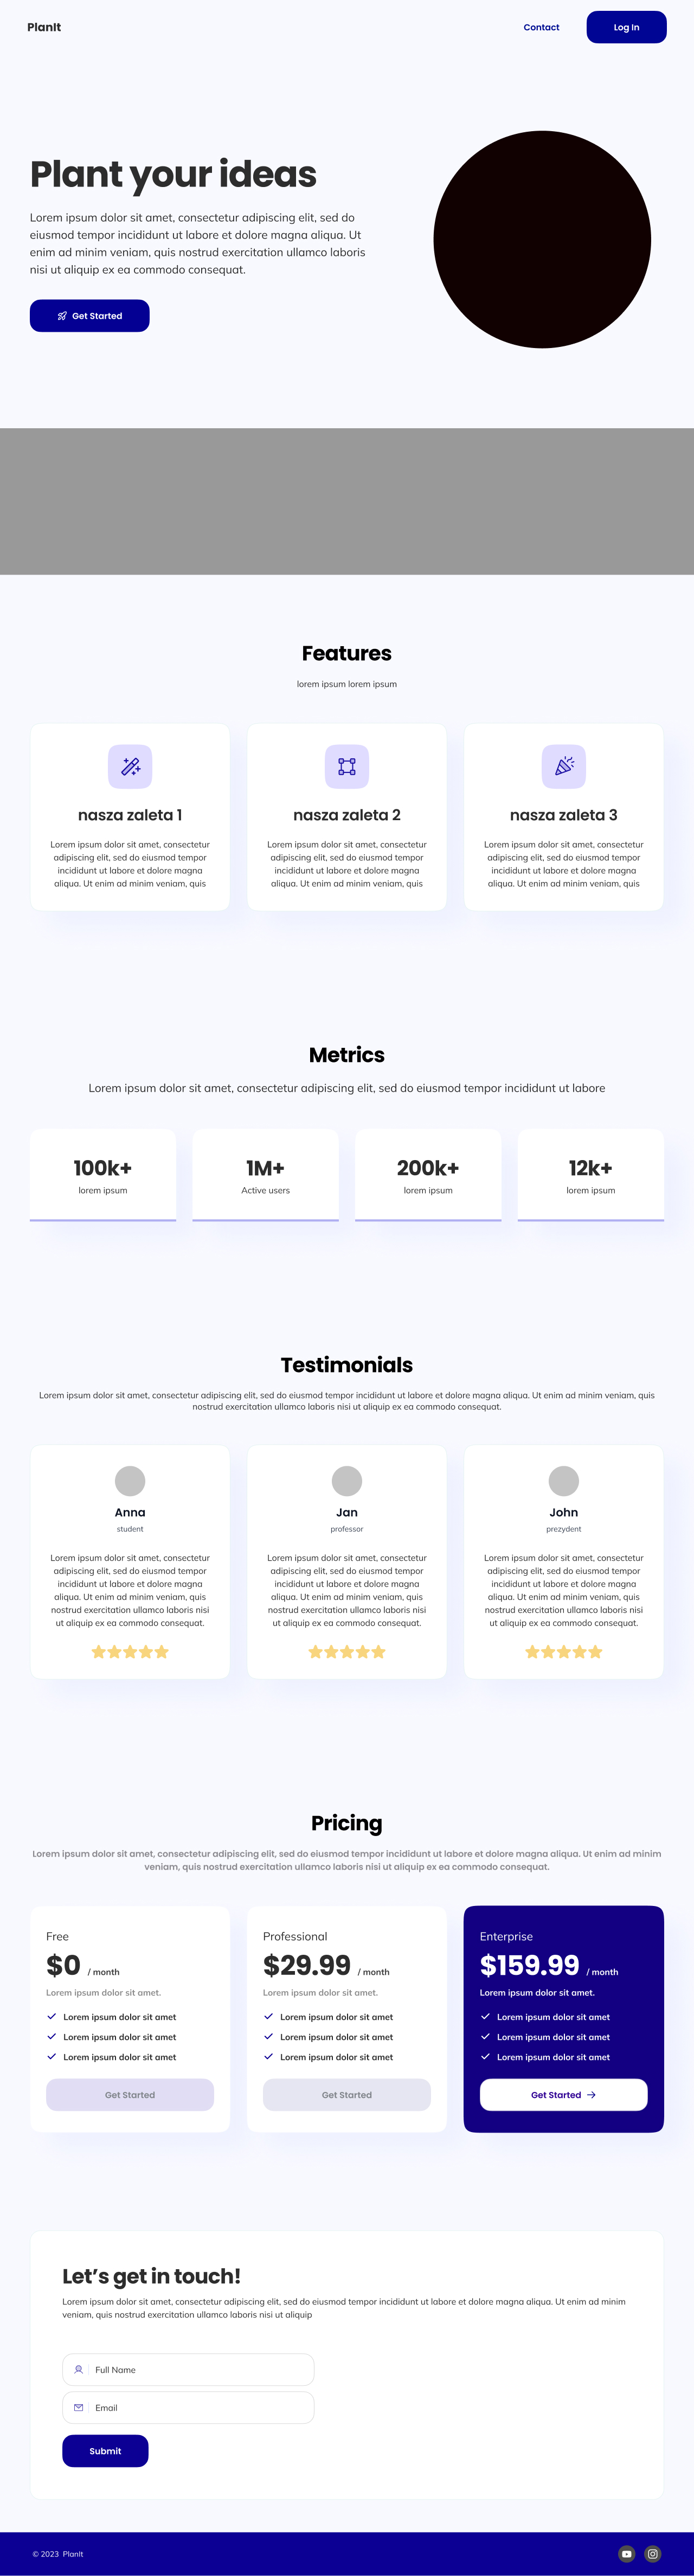 PlanIt
Contact
Log In
Plant your ideas
Lorem ipsum dolor sit amet, consectetur adipiscing elit, sed do
eiusmod tempor incididunt ut labore et dolore magna aliqua. Ut
enim ad minim veniam, quis nostrud exercitation ullamco laboris
nisi ut aliquip ex ea commodo consequat.
Get Started
Features
lorem ipsum lorem ipsum
nasza zaleta 1
Lorem ipsum dolor sit amet, consectetur
adipiscing elit, sed do eiusmod tempor
incididunt ut labore et dolore magna
aliqua. Ut enim ad minim veniam, quis
nasza zaleta 2
Lorem ipsum dolor sit amet, consectetur
adipiscing elit, sed do eiusmod tempor
incididunt ut labore et dolore magna
aliqua. Ut enim ad minim veniam, quis
nasza zaleta 3
Lorem ipsum dolor sit amet, consectetur
adipiscing elit, sed do eiusmod tempor
incididunt ut labore et dolore magna
aliqua. Ut enim ad minim veniam, quis
Metrics
Lorem ipsum dolor sit amet, consectetur adipiscing elit, sed do eiusmod tempor incididunt ut labore
100k+
lorem ipsum
1M+
Active users
200k+
lorem ipsum
12k+
lorem ipsum
Testimonials
Lorem ipsum dolor sit amet, consectetur adipiscing elit, sed do eiusmod tempor incididunt ut labore et dolore magna aliqua. Ut enim ad minim veniam, quis
nostrud exercitation ullamco laboris nisi ut aliquip ex ea commodo consequat.
Anna
student
Lorem ipsum dolor sit amet, consectetur
adipiscing elit, sed do eiusmod tempor
incididunt ut labore et dolore magna
aliqua. Ut enim ad minim veniam, quis
nostrud exercitation ullamco laboris nisi
ut aliquip ex ea commodo consequat.
Jan
professor
Lorem ipsum dolor sit amet, consectetur
adipiscing elit, sed do eiusmod tempor
incididunt ut labore et dolore magna
aliqua. Ut enim ad minim veniam, quis
nostrud exercitation ullamco laboris nisi
ut aliquip ex ea commodo consequat.
John
prezydent
Lorem ipsum dolor sit amet, consectetur
adipiscing elit, sed do eiusmod tempor
incididunt ut labore et dolore magna
aliqua. Ut enim ad minim veniam, quis
nostrud exercitation ullamco laboris nisi
ut aliquip ex ea commodo consequat.
Pricing
Lorem ipsum dolor sit amet, consectetur adipiscing elit, sed do eiusmod tempor incididunt ut labore et dolore magna aliqua. Ut enim ad minim
veniam, quis nostrud exercitation ullamco laboris nisi ut aliquip ex ea commodo consequat.
Free
$0 / month
Lorem ipsum dolor sit amet.
Lorem ipsum dolor sit amet
Lorem ipsum dolor sit amet
Lorem ipsum dolor sit amet
Get Started
Professional
$29.99 / month
Lorem ipsum dolor sit amet.
Lorem ipsum dolor sit amet
Lorem ipsum dolor sit amet
Lorem ipsum dolor sit amet
Get Started
Enterprise
$159.99 / month
Lorem ipsum dolor sit amet.
Lorem ipsum dolor sit amet
Lorem ipsum dolor sit amet
Lorem ipsum dolor sit amet
Get Started
Let’s get in touch!
Lorem ipsum dolor sit amet, consectetur adipiscing elit, sed do eiusmod tempor incididunt ut labore et dolore magna aliqua. Ut enim ad minim
veniam, quis nostrud exercitation ullamco laboris nisi ut aliquip
Full Name
Email
Submit
© 2023 PlanIt